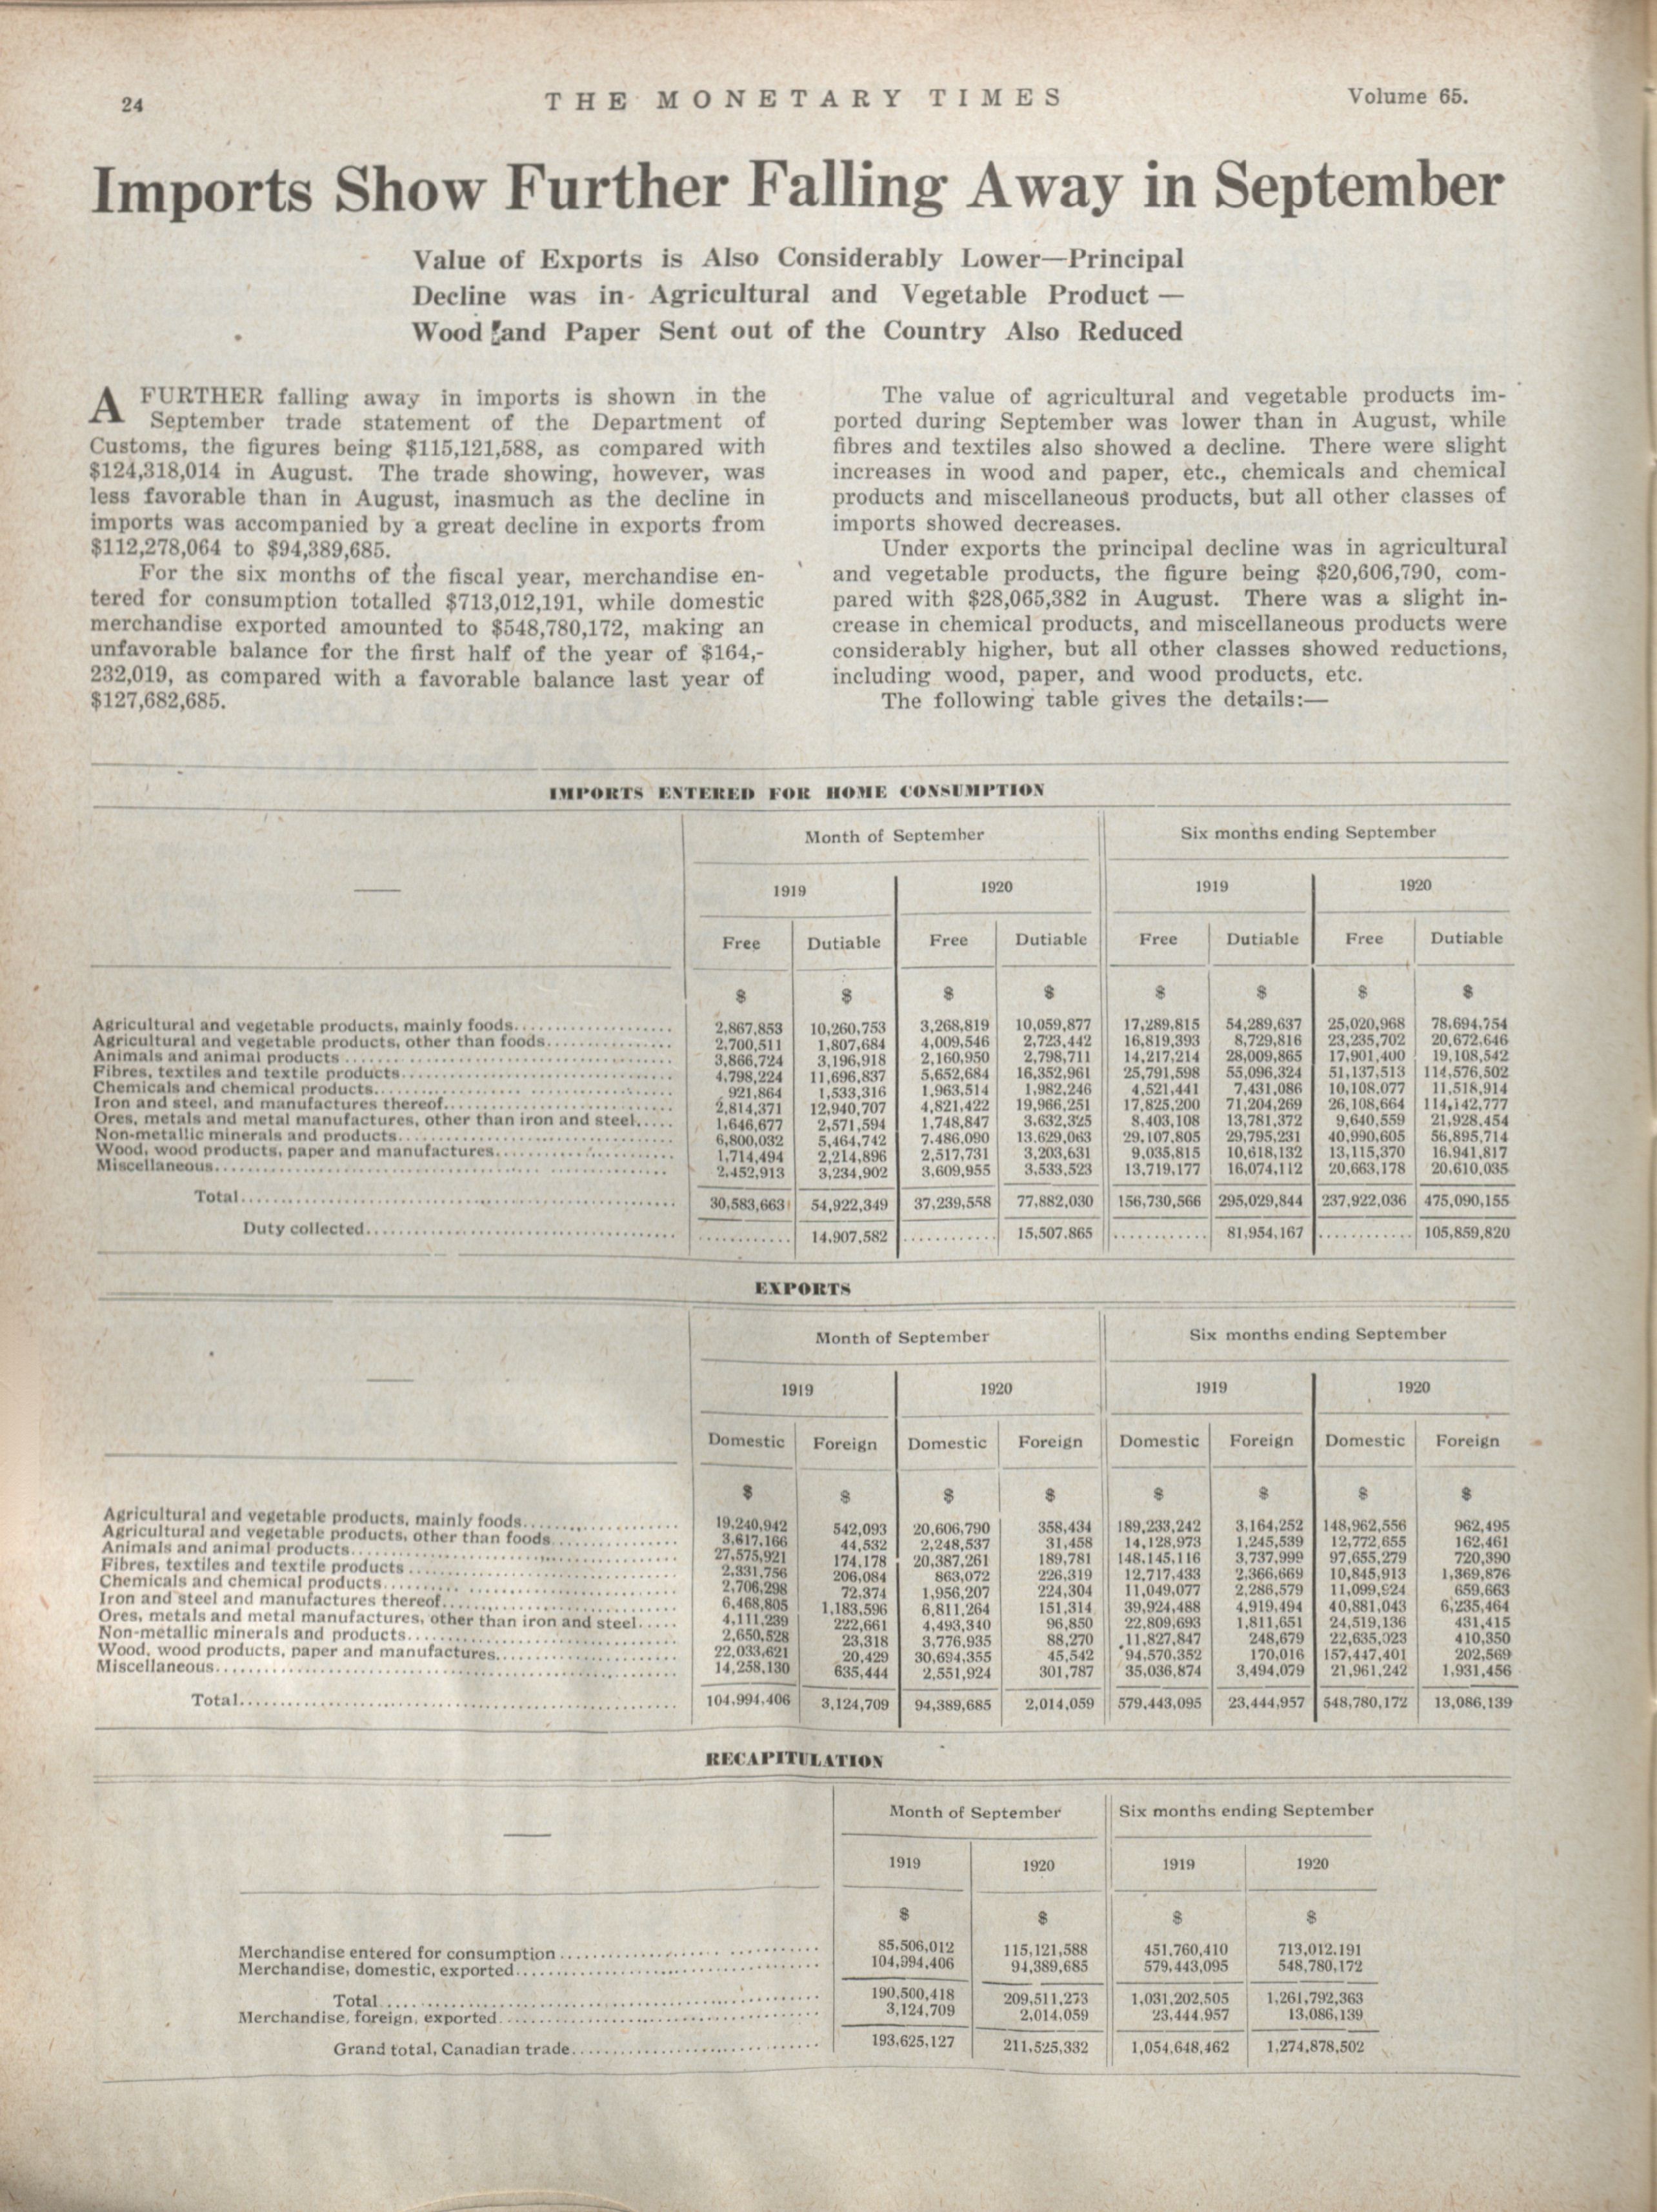 24
THE MONETARY TIMES
Volume 65.
Imports Show Further Falling Away in September
Value of Exports is Also Considerably Lower—Principal
Decline was in Agricultural and Vegetable Product —
Wood and Paper Sent out of the Country Also Reduced
A FURTHER falling away in imports is shown in the
September trade statement of the Department of
Customs, the figures being $115,121,588, as compared with
$124,318,014 in August. The trade showing, however, was
less favorable than in August, inasmuch as the decline in
imports was accompanied by a great decline in exports from
$112,278,064 to $94,389,685.
For the six months of the fiscal year, merchandise en-
tered for consumption totalled $713,012,191, while domestic
merchandise exported amounted to $548,780,172, making an
unfavorable balance for the first half of the year of $164,-
232,019, as compared with a favorable balance last year of
$127,682,685.
The value of agricultural and vegetable products im-
ported during September was lower than in August, while
fibres and textiles also showed a decline. There were slight
increases in wood and paper, etc., chemicals and chemical
products and miscellaneous products, but all other classes of
imports showed decreases.
Under exports the principal decline was in agricultural
and vegetable products, the figure being $20,606,790, com-
pared with $28,065,382 in August. There was a slight in-
crease in chemical products, and miscellaneous products were
considerably higher, but all other classes showed reductions,
including wood, paper, and wood products, etc.
The following table gives the details:—
IMPORTS ENTERED FOR HOME CONSUMPTION
Month of September Six months ending September
1919 1920 1919 1920
Free Dutiable Free Dutiable Free Dutiable Free Dutiable
$ $ $ $ $ $ $ $
Agricultural and vegetable products, mainly foods 2,867,853 10,260,753 3,268,819 10,059,877 17,289,815 54,289,637 25,020,968 78,694,754
Agricultural and vegetable products, other than foods 2,700,511 1,807,684 4,009,546 2,723,442 16,819,393 8,729,816 23,235,702 20,672,646
Animals and animal products 3,866,724 3,196,918 2,160,950 2,798,711 14,217,214 28,009,865 17,901,400 19,108,542
Fibres, textiles and textile products 4,798,224 11,696,837 5,652,684 16,352,961 25,791,598 55,096,324 51,137,513 114,576,502
Chemicals and chemical products 921,864 1,533,316 1,963,514 1,982,246 4,521,441 7,431,086 10,108,077 11,518,914
Iron and steel, and manufactures thereof 2,814,371 12,940,707 4,821,422 19,966,251 17,825,200 71,204,269 26,108,664 114,142,777
Ores, metals and metal manufactures, other than iron and steel 1,646,677 2,571,594 1,748,847 3,632,325 8,403,108 13,781,372 9,640,559 21,928,454
Non-metallic minerals and products 6,800,032 5,464,742 7,486,090 13,629,063 29,107,805 29,795,231 40,990,605 56,895,714
Wood, wood products, paper and manufactures 1,714,494 2,214,896 2,517,731 3,203,631 9,035,815 10,618,132 13,115,370 16,941,817
Miscellaneous 2,452,913 3,234,902 3,609,955 3,533,523 13,719,177 16,074,112 20,663,178 20,610,035
Total 30,583,663 54,922,349 37,239,558 77,882,030 156,730,566 295,029,844 237,922,036 475,090,155
Duty collected 14,907,582 15,507,865 81,954,167 105,859,820
EXPORTS
Month of September Six months ending September
1919 1920 1919 1920
Domestic Foreign Domestic Foreign Domestic Foreign Domestic Foreign
$ $ $ $ $ $ $ $
Agricultural and vegetable products, mainly foods 19,240,942 542,093 20,606,790 358,434 189,233,242 3,164,252 148,962,556 962,495
Agricultural and vegetable products, other than foods 3,617,166 44,532 2,248,537 31,458 14,128,973 1,245,539 12,772,655 162,461
Animals and animal products 27,575,921 174,178 20,387,261 189,781 148,145,116 3,737,999 97,655,279 720,390
Fibres, textiles and textile products 2,331,756 206,084 863,072 226,319 12,717,433 2,366,669 10,845,913 1,369,876
Chemicals and chemical products 2,706,298 72,374 1,956,207 224,304 11,049,077 2,286,579 11,099,924 659,663
Iron and steel and manufactures thereof 6,468,805 1,183,596 6,811,264 151,314 39,924,488 4,919,494 40,881,043 6,235,464
Ores, metals and metal manufactures, other than iron and steel 4,111,239 222,661 4,493,340 96,850 22,809,693 1,811,651 24,519,136 431,415
Non-metallic minerals and products 2,650,528 23,318 3,776,935 88,270 11,827,847 248,679 22,635,023 410,350
Wood, wood products, paper and manufactures 22,033,621 20,429 30,694,355 45,542 94,570,352 170,016 157,447,401 202,569
Miscellaneous 14,258,130 635,444 2,551,924 301,787 35,036,874 3,494,079 21,961,242 1,931,456
Total 104,994,406 3,124,709 94,389,685 2,014,059 579,443,095 23,444,957 548,780,172 13,086,139
RECAPITULATION
Month of September Six months ending September
1919 1920 1919 1920
$ $ $ $
Merchandise entered for consumption 85,506,012 115,121,588 451,760,410 713,012,191
Merchandise, domestic, exported 104,994,406 94,389,685 579,443,095 548,780,172
Total 190,500,418 209,511,273 1,031,202,505 1,261,792,363
Merchandise, foreign, exported 3,124,709 2,014,059 23,444,957 13,086,139
Grand total, Canadian trade 193,625,127 211,525,332 1,054,648,462 1,274,878,502